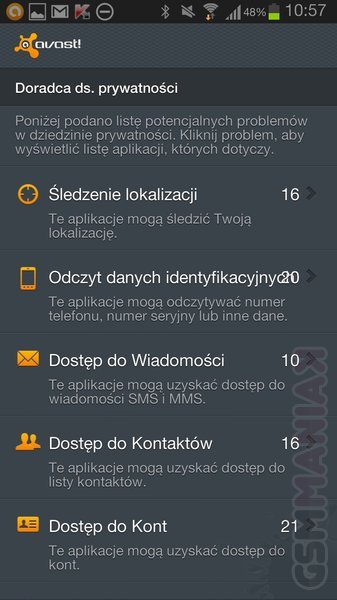 48% 10:57
avast!
Doradca ds. prywatności
Poniżej podano listę potencjalnych problemów
w dziedzinie prywatności. Kliknij problem, aby
wyświetlić listę aplikacji, których dotyczy.
Śledzenie lokalizacji 16
Te aplikacje mogą śledzić Twoją
lokalizację.
Odczyt danych identyfikacyjnych 20
Te aplikacje mogą odczytywać numer
telefonu, numer seryjny lub inne dane.
Dostęp do Wiadomości 10
Te aplikacje mogą uzyskać dostęp do
wiadomości SMS i MMS.
Dostęp do Kontaktów 16
Te aplikacje mogą uzyskać dostęp do
listy kontaktów.
Dostęp do Kont 21
Te aplikacje mogą uzyskać dostęp do
kont.
GSMMANIAK